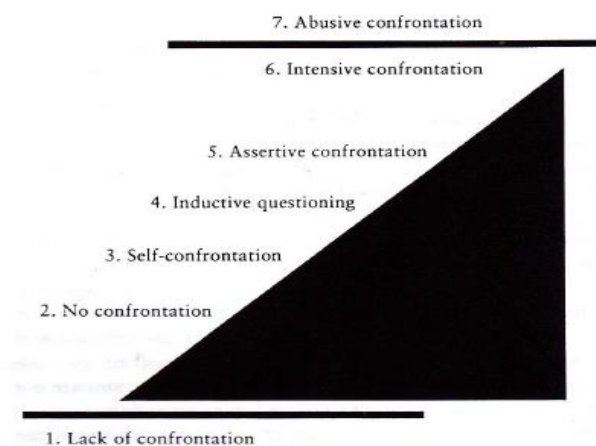 7. Abusive confrontation
6. Intensive confrontation
5. Assertive confrontation
4. Inductive questioning
3. Self-confrontation
2. No confrontation
1. Lack of confrontation